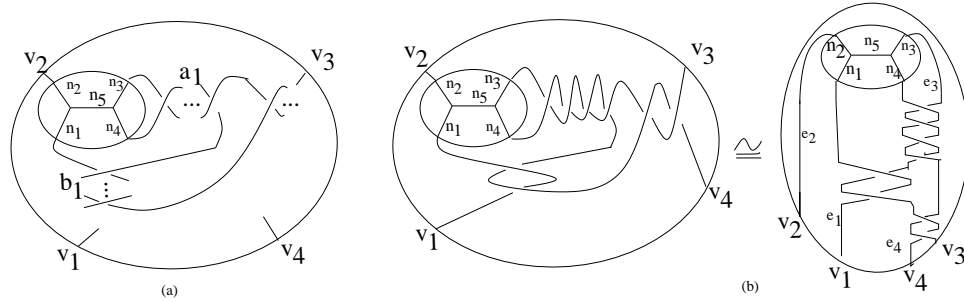 v2
n2 n3
n5
n1 n4
a1
...
...
v3
b1
⋮
v1
v4
(a)
v2
n2 n3
n5
n1 n4
v3
v1
v4
≃
n2 n5 n3
n1 n4
e3
e2
e1
e4
v2
v1
v4
v3
(b)